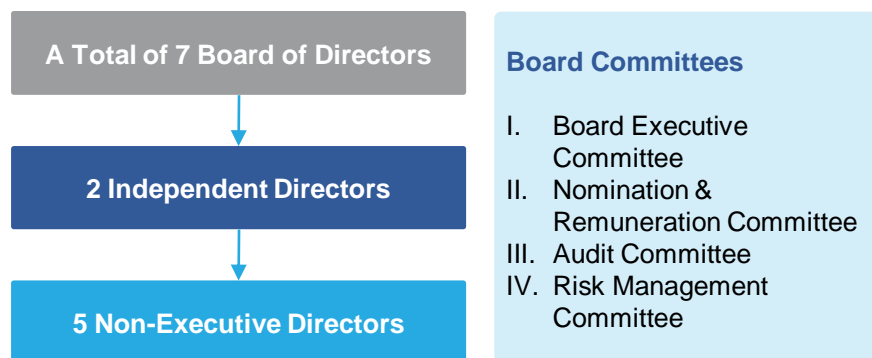 A Total of 7 Board of Directors
2 Independent Directors
5 Non-Executive Directors
Board Committees
I. Board Executive
Committee
II. Nomination &
Remuneration Committee
III. Audit Committee
IV. Risk Management
Committee